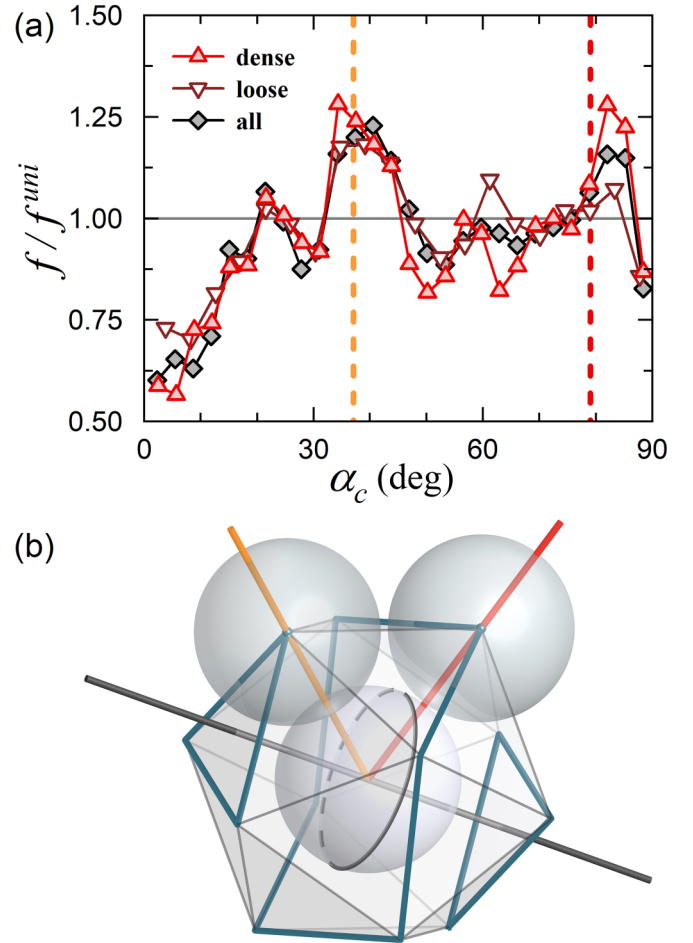 (a)
1.50
1.25
1.00
0.75
0.50
f / f^{uni}
dense
loose
all
0 30 60 90
α_c (deg)
(b)